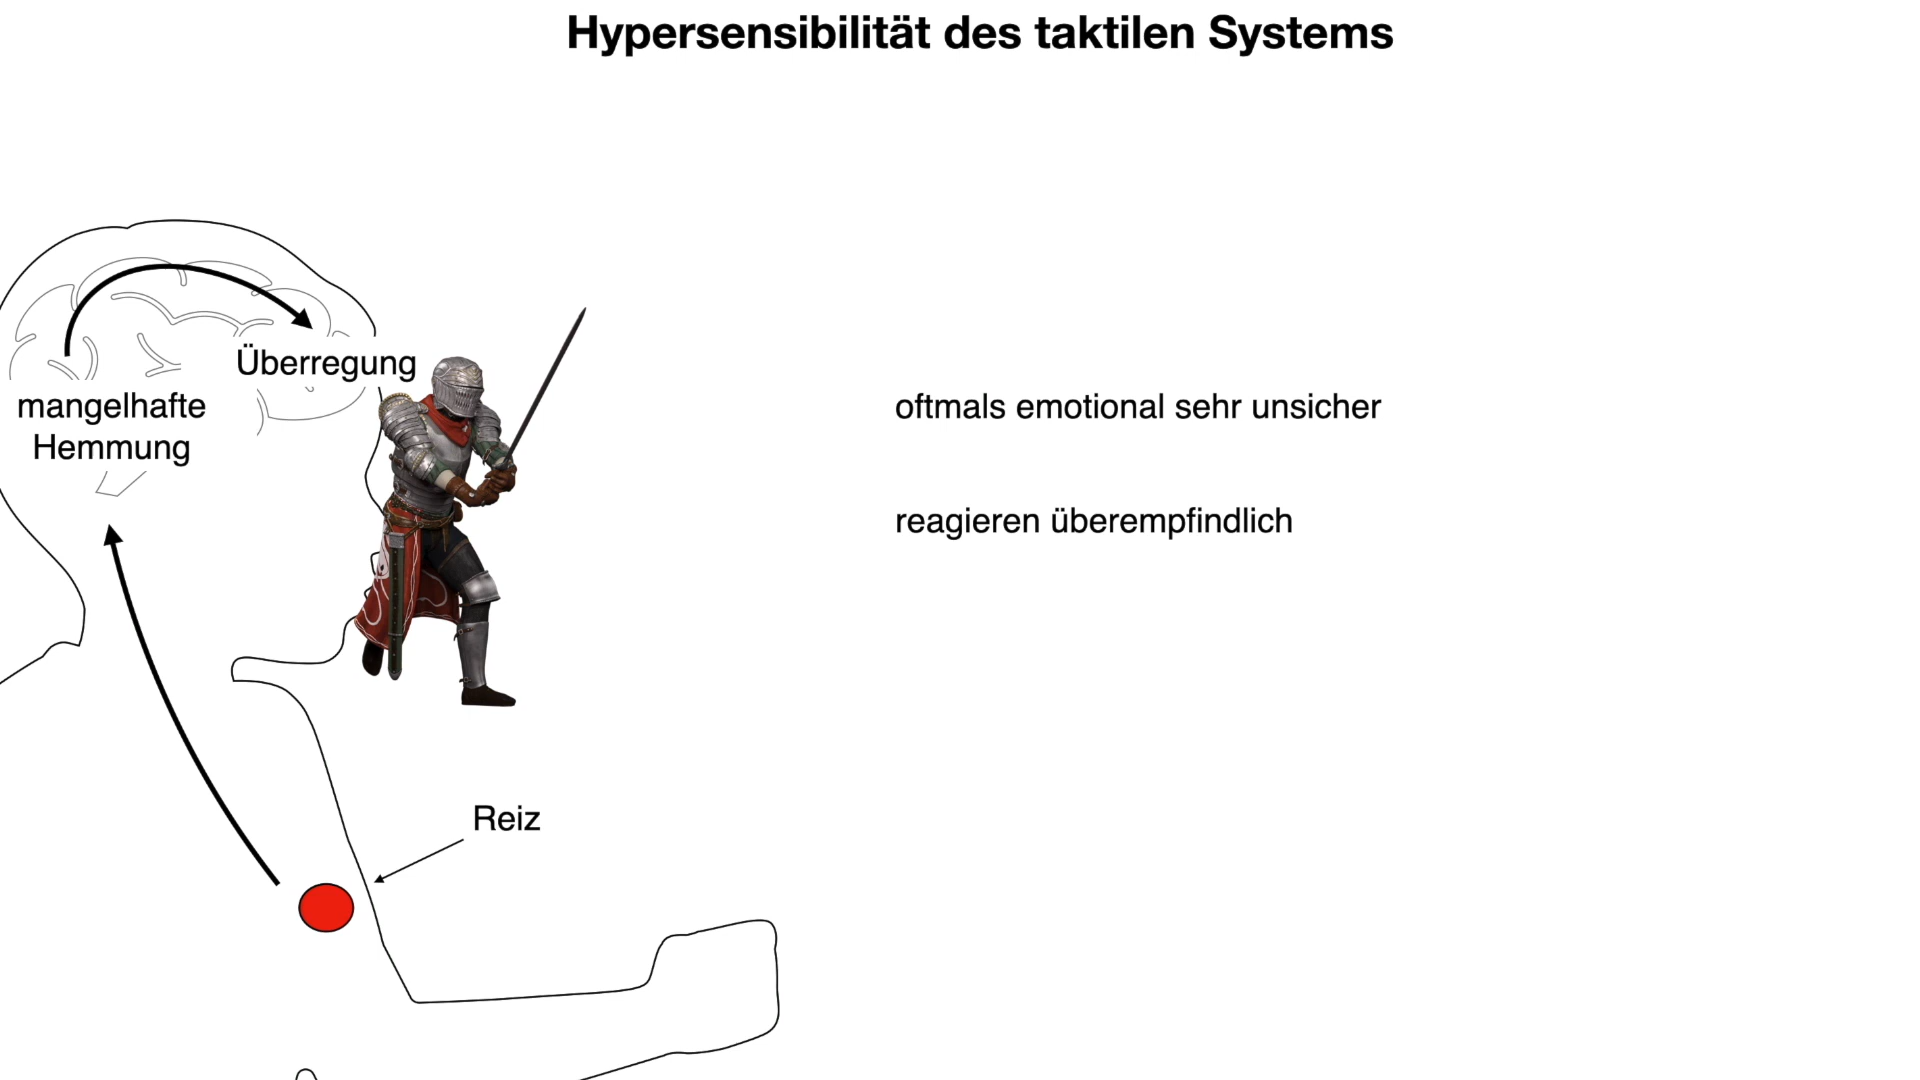 Hypersensibilität des taktilen Systems
Überregung
mangelhafte
Hemmung
oftmals emotional sehr unsicher
reagieren überempfindlich
Reiz